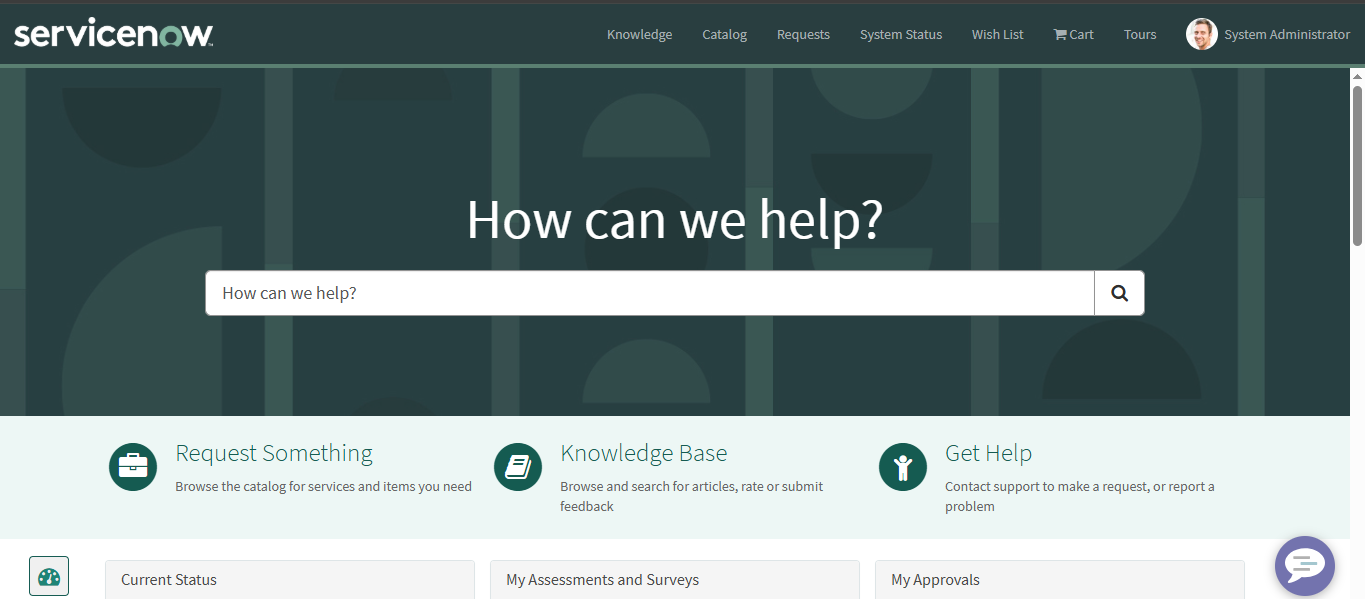 servicenow
Knowledge
Catalog
Requests
System Status
Wish List
Cart
Tours
System Administrator
How can we help?
How can we help?
Request Something
Browse the catalog for services and items you need
Knowledge Base
Browse and search for articles, rate or submit
feedback
Get Help
Contact support to make a request, or report a
problem
Current Status
My Assessments and Surveys
My Approvals